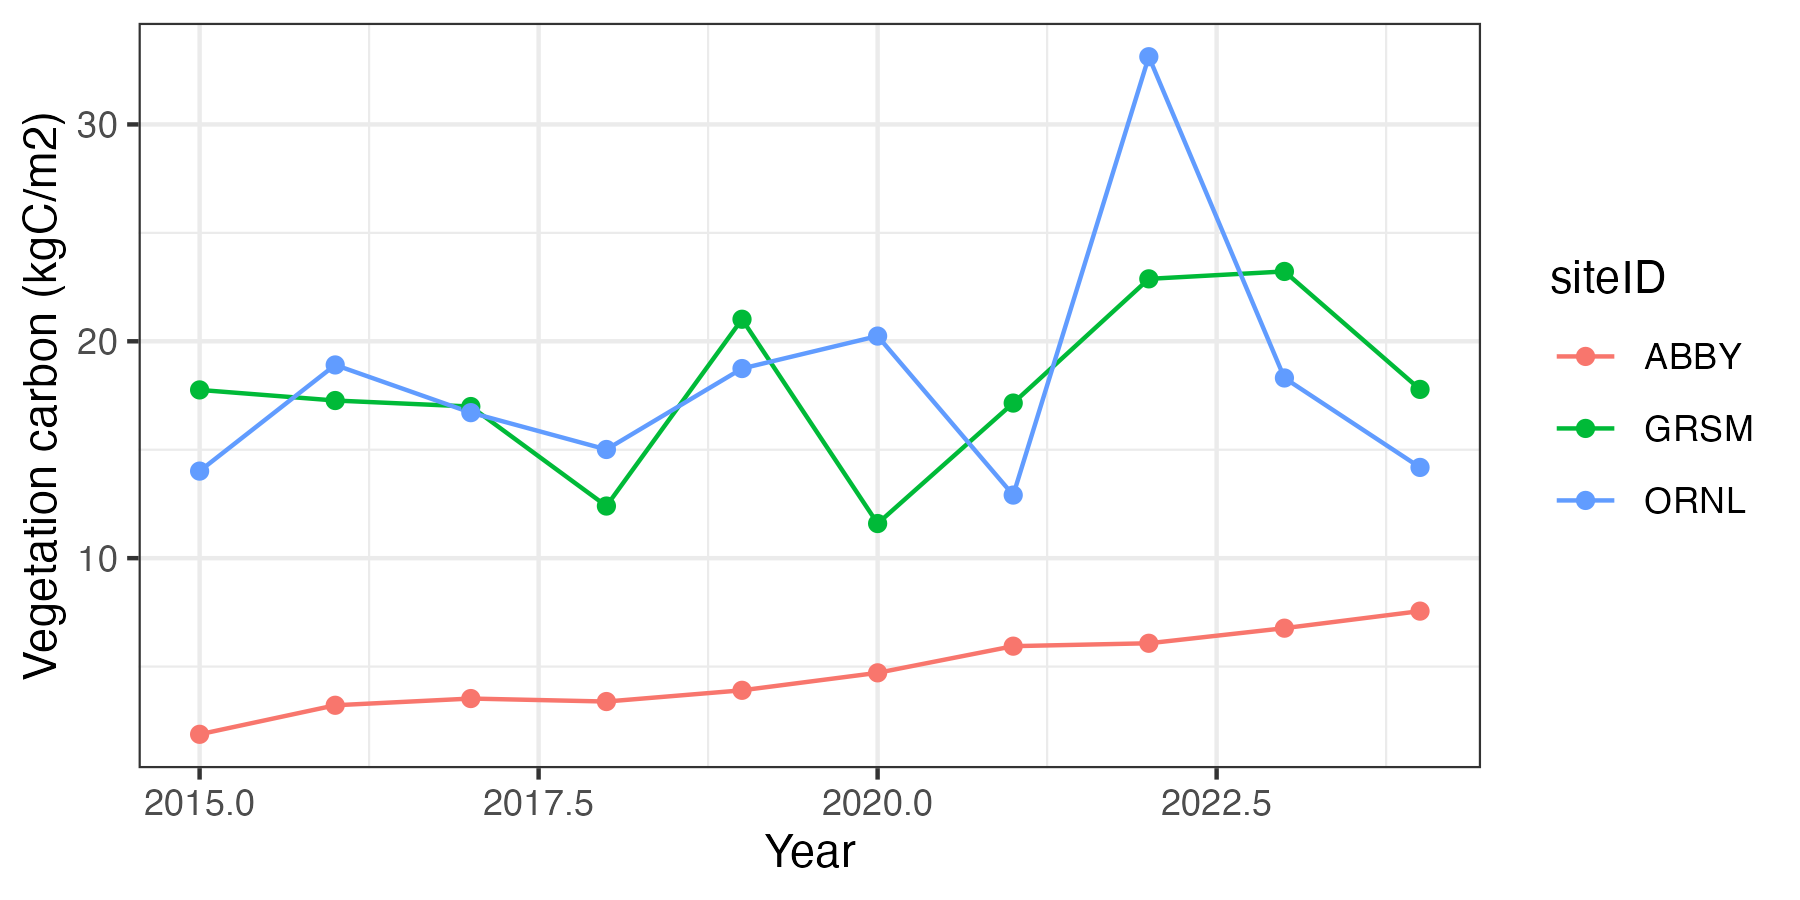 Vegetation carbon (kgC/m2)
30
20
10
2015.0 2017.5 2020.0 2022.5
Year
siteID
ABBY
GRSM
ORNL